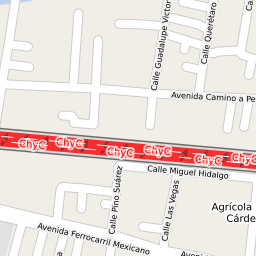 Calle Guadalupe Victor
Calle Querétaro
Avenida Camino a Pe
ChyC
ChyC
ChyC
ChyC
ChyC
ChyC
Calle Miguel Hidalgo
Calle Pino Suárez
Calle Las Vegas
Agrícola
Cárde
Avenida Ferrocarril Mexicano